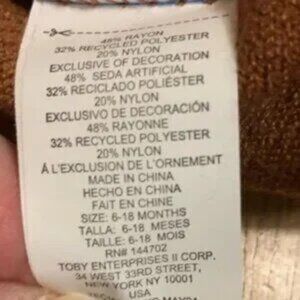 48% RAYON
32% RECYCLED POLYESTER
20% NYLON
EXCLUSIVE OF DECORATION
48% SEDA ARTIFICIAL
32% RECICLADO POLIÉSTER
20% NYLON
EXCLUSIVO DE DECORACIÓN
48% RAYONNE
32% RECYCLED POLYESTER
20% NYLON
Á L'EXCLUSION DE L'ORNEMENT
MADE IN CHINA
HECHO EN CHINA
FAIT EN CHINE
SIZE: 6-18 MONTHS
TALLA: 6-18 MESES
TAILLE: 6-18 MOIS
RN# 144702
TOBY ENTERPRISES II CORP.
34 WEST 33RD STREET,
NEW YORK NY 10001
USA